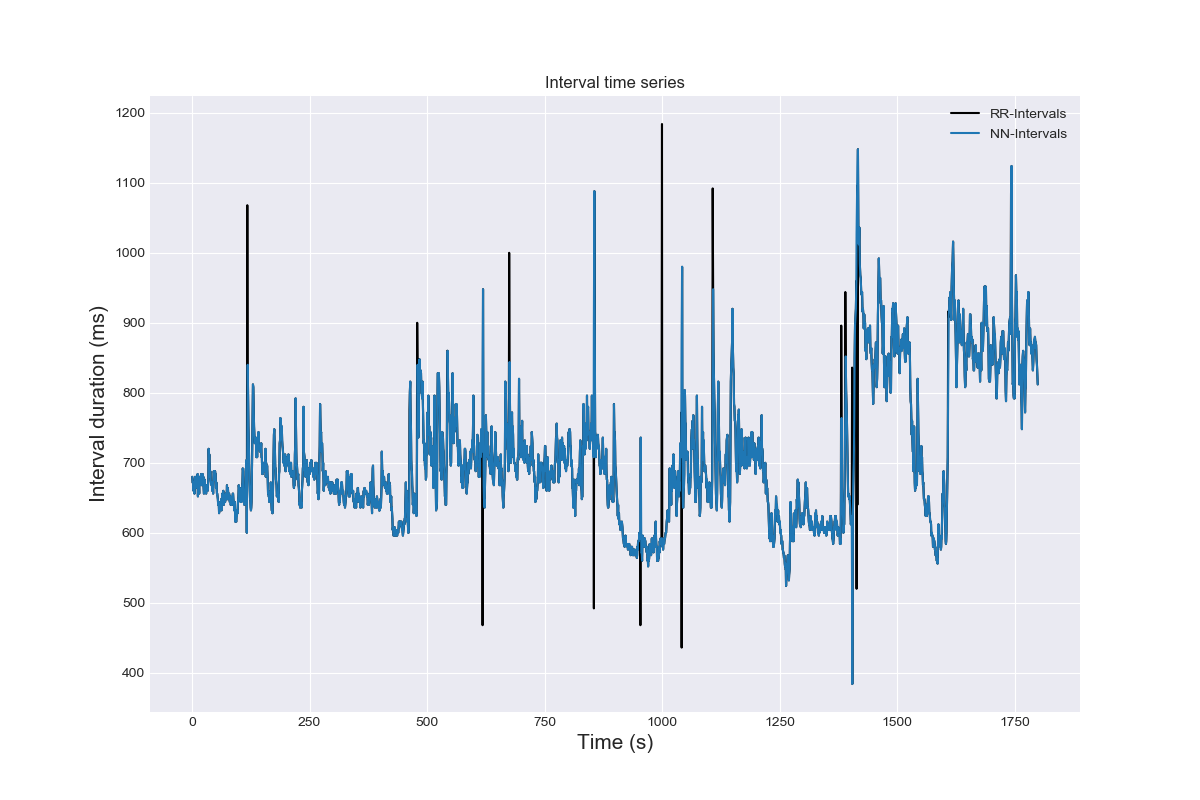 Interval time series
RR-Intervals
NN-Intervals
Interval duration (ms)
1200
1100
1000
900
800
700
600
500
400
0 250 500 750 1000 1250 1500 1750
Time (s)